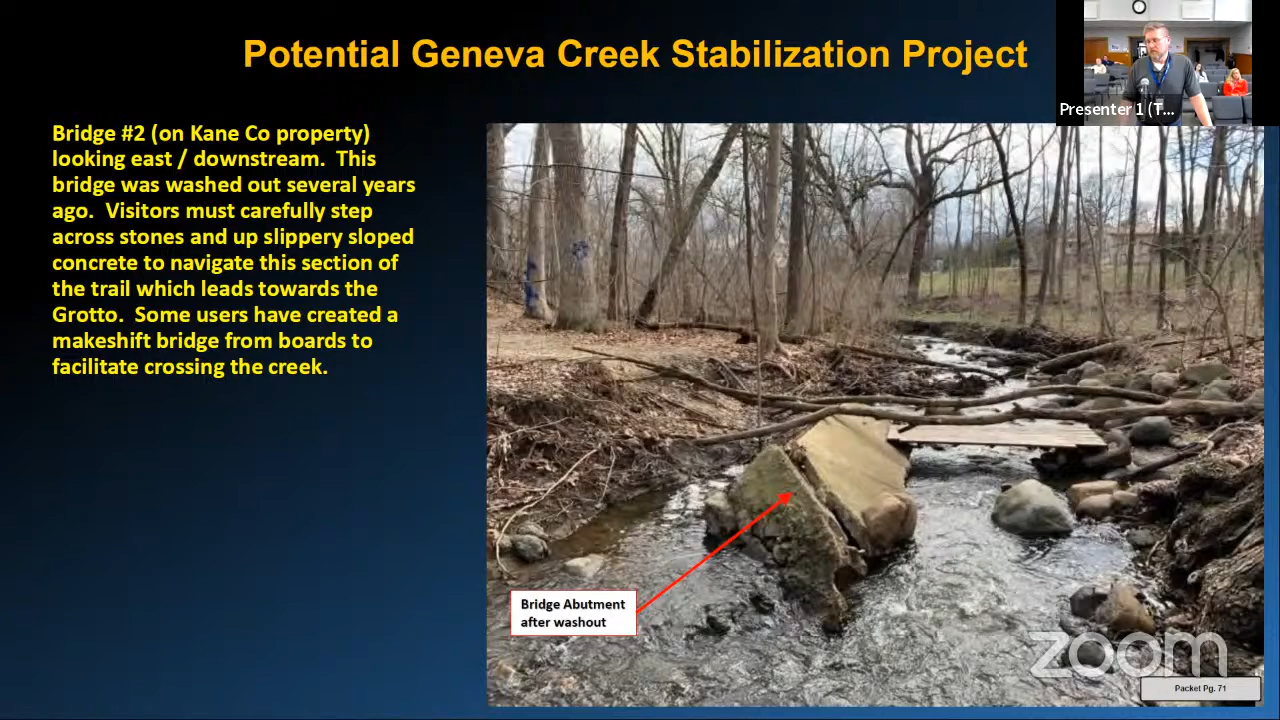 Potential Geneva Creek Stabilization Project
Presenter 1 (T...
Bridge #2 (on Kane Co property)
looking east / downstream.  This
bridge was washed out several years
ago.  Visitors must carefully step
across stones and up slippery sloped
concrete to navigate this section of
the trail which leads towards the
Grotto.  Some users have created a
makeshift bridge from boards to
facilitate crossing the creek.
Bridge Abutment
after washout
zoom
Packet Pg. 71